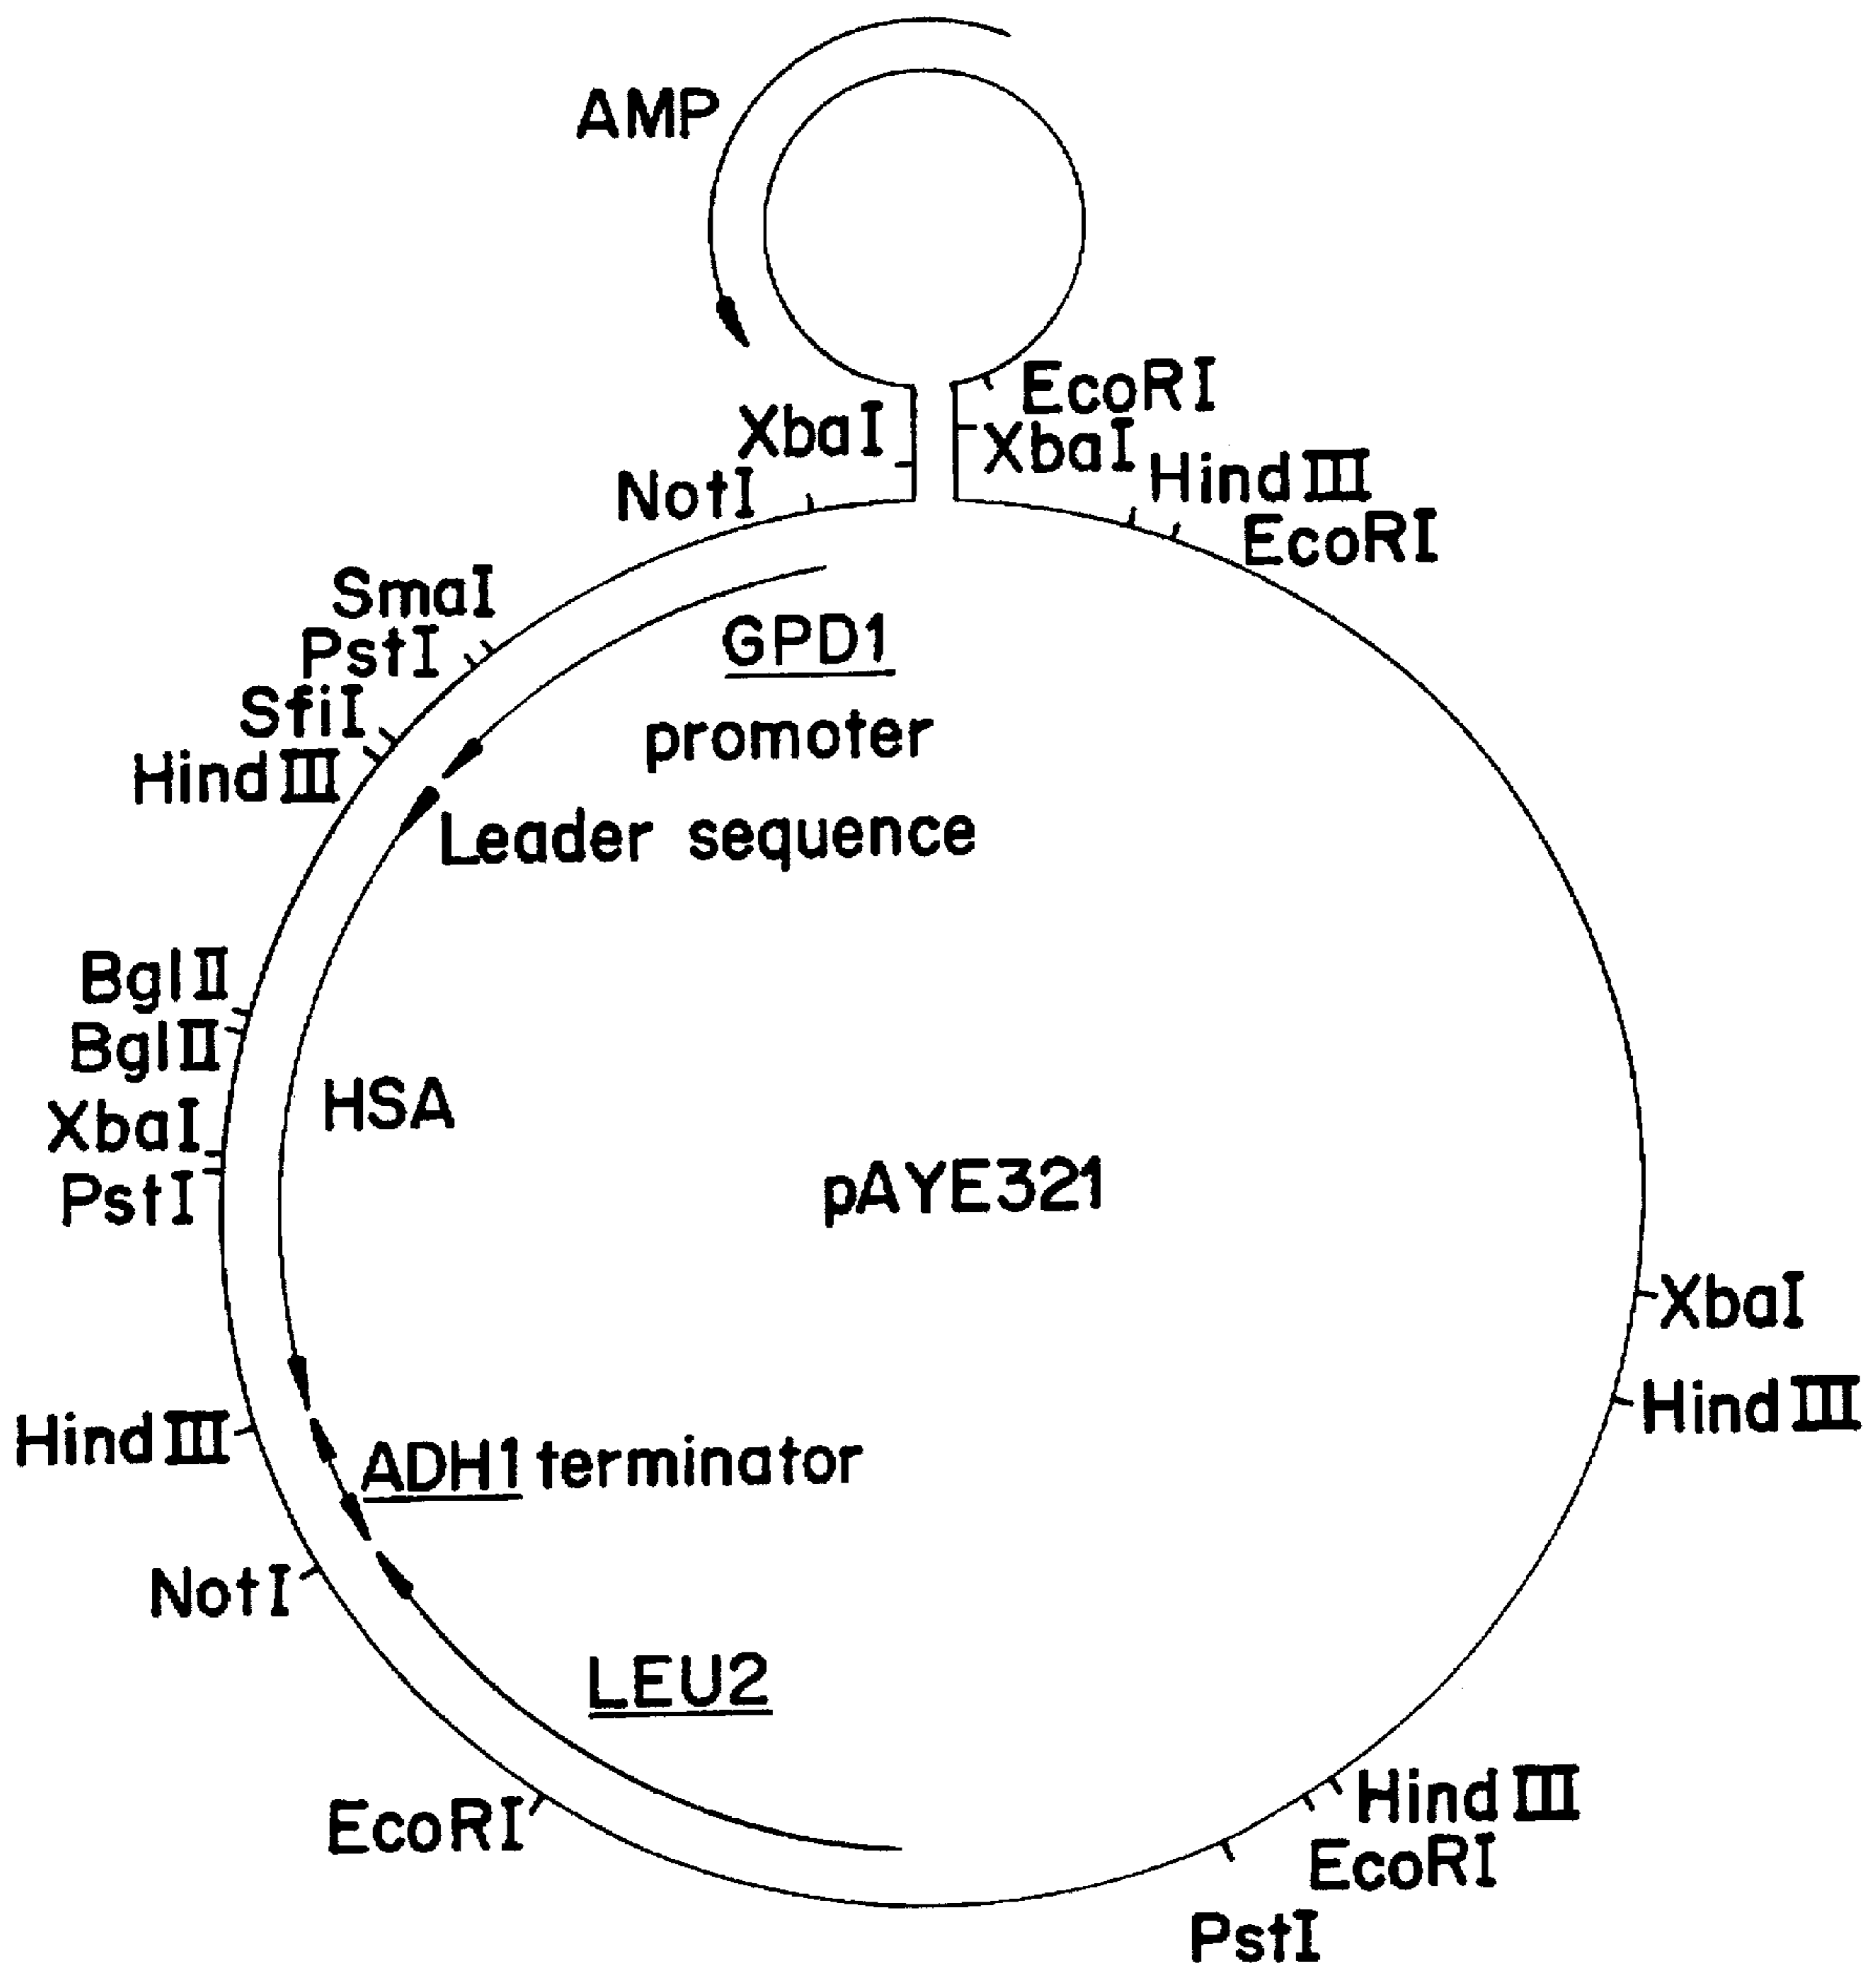 AMP
EcoRI
XbaI
XbaI
HindIII
NotI
EcoRI
SmaI
GPD1
PstI
promoter
SfiI
HindIII
Leader sequence
BglII
BglII
HSA
XbaI
pAYE321
PstI
XbaI
HindIII
HindIII
ADH1 terminator
NotI
LEU2
HindIII
EcoRI
EcoRI
PstI